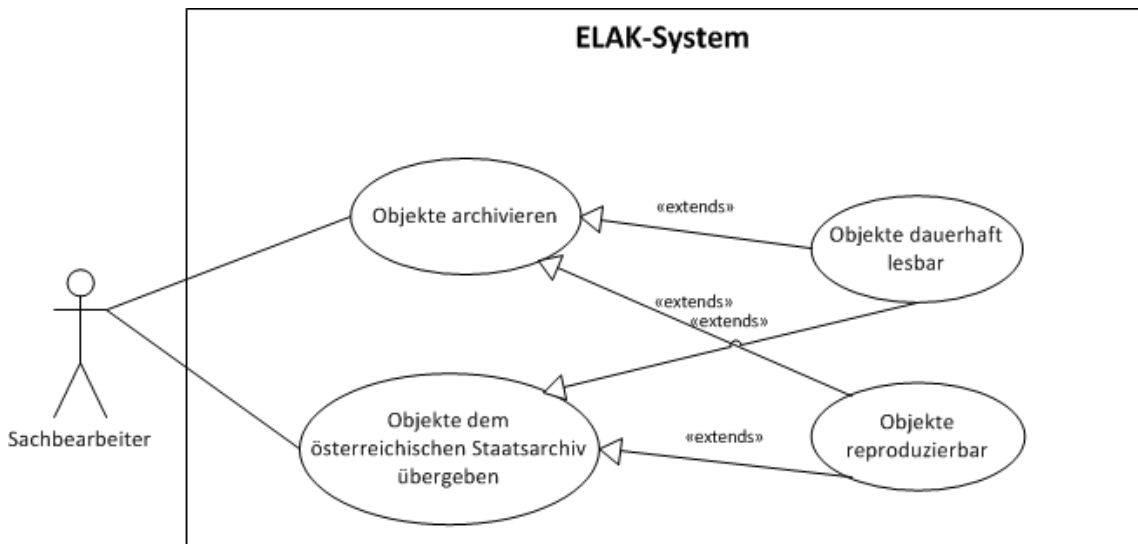 ELAK-System
Objekte archivieren
«extends»
Objekte dauerhaft
lesbar
«extends»
«extends»
Objekte dem
österreichischen Staatsarchiv
übergeben
«extends»
Objekte
reproduzierbar
Sachbearbeiter